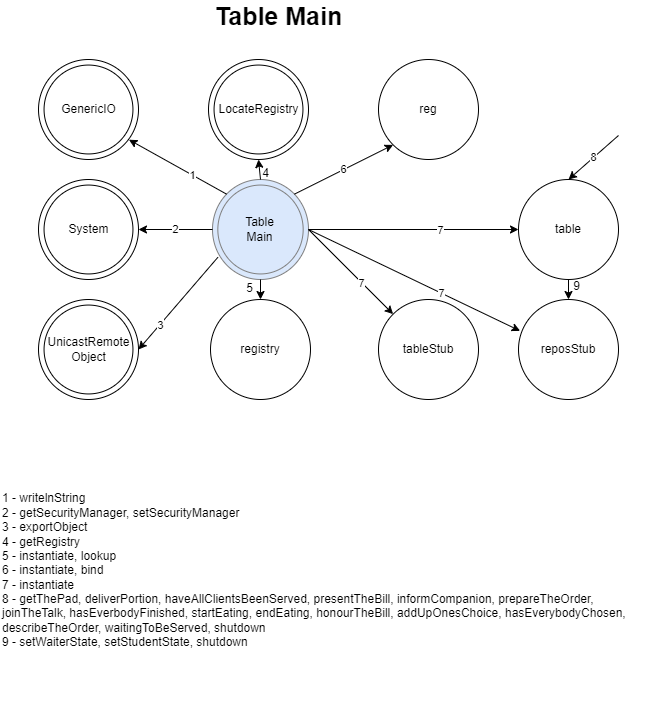 Table Main
GenericIO
LocateRegistry
reg
8
1
4
6
System
2
Table
Main
7
table
5
7
7
9
3
UnicastRemote
Object
registry
tableStub
reposStub
1 - writelnString
2 - getSecurityManager, setSecurityManager
3 - exportObject
4 - getRegistry
5 - instantiate, lookup
6 - instantiate, bind
7 - instantiate
8 - getThePad, deliverPortion, haveAllClientsBeenServed, presentTheBill, informCompanion, prepareTheOrder,
joinTheTalk, hasEverbodyFinished, startEating, endEating, honourTheBill, addUpOnesChoice, hasEverybodyChosen,
describeTheOrder, waitingToBeServed, shutdown
9 - setWaiterState, setStudentState, shutdown